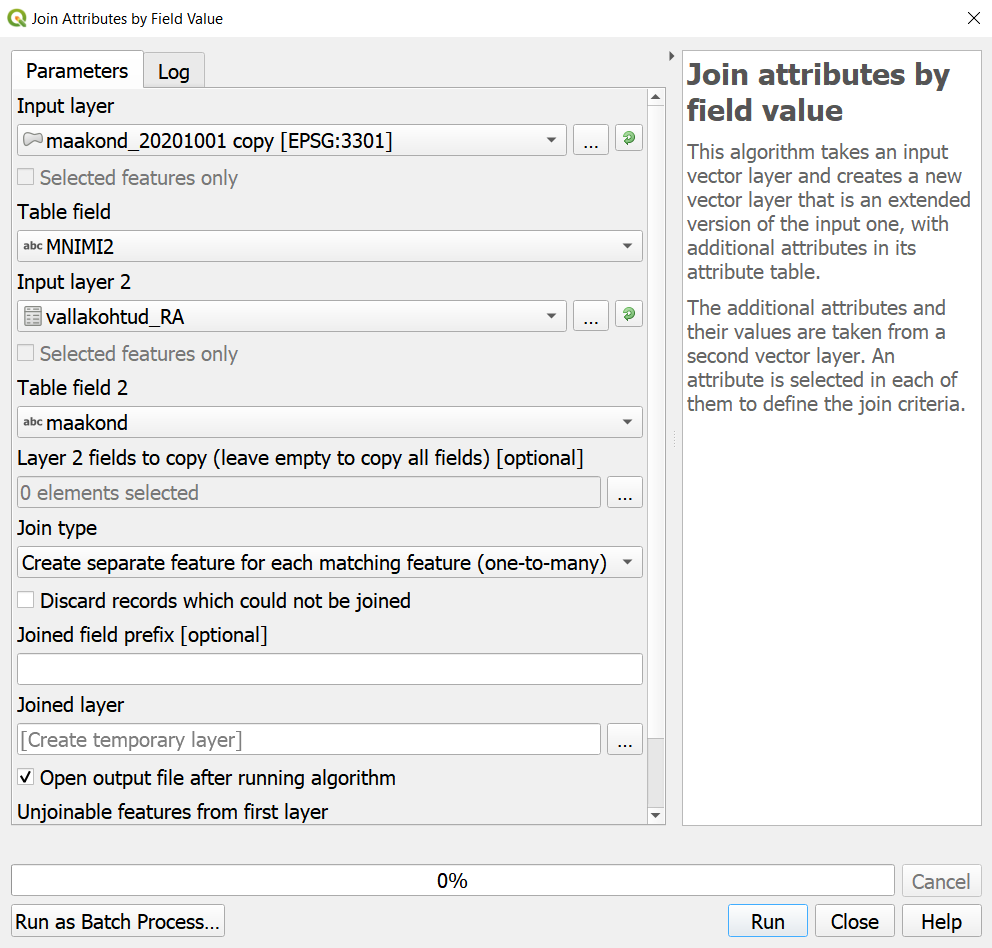 Join Attributes by Field Value
Parameters
Log
Input layer
maakond_20201001 copy [EPSG:3301]
...
Selected features only
Table field
abc MNIMI2
Input layer 2
vallakohtud_RA
...
Selected features only
Table field 2
abc maakond
Layer 2 fields to copy (leave empty to copy all fields) [optional]
0 elements selected
...
Join type
Create separate feature for each matching feature (one-to-many)
Discard records which could not be joined
Joined field prefix [optional]
Joined layer
[Create temporary layer]
...
Open output file after running algorithm
Unjoinable features from first layer
Join attributes by
field value
This algorithm takes an input
vector layer and creates a new
vector layer that is an extended
version of the input one, with
additional attributes in its
attribute table.
The additional attributes and
their values are taken from a
second vector layer. An
attribute is selected in each of
them to define the join criteria.
0%
Cancel
Run as Batch Process...
Run
Close
Help